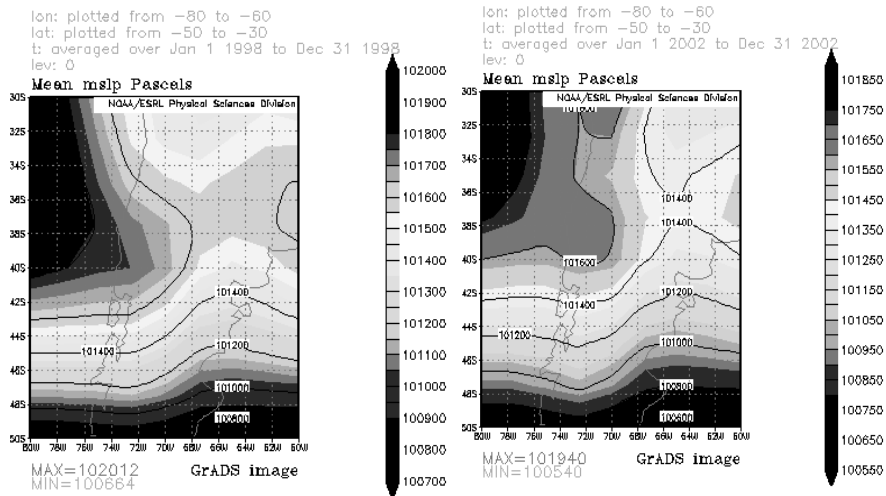 lon: plotted from -80 to -60
lat: plotted from -50 to -30
t: averaged over Jan 1 1998 to Dec 31 1998
lev: 0
Mean mslp Pascals
NOAA/ESRL Physical Sciences Division
30S
32S
34S
36S
38S
40S
42S
44S
46S
48S
50S
101400
101400
101200
101000
100800
80W 78W 76W 74W 72W 70W 68W 66W 64W 62W 60W
MAX=102012
MIN=100664
GrADS image
102000
101900
101800
101700
101600
101500
101400
101300
101200
101100
101000
100900
100800
100700
lon: plotted from -80 to -60
lat: plotted from -50 to -30
t: averaged over Jan 1 2002 to Dec 31 2002
lev: 0
Mean mslp Pascals
NOAA/ESRL Physical Sciences Division
30S
32S
34S
36S
38S
40S
42S
44S
46S
48S
50S
101600
101400
101400
101600
101400
101200
101200
101000
100800
100600
80W 78W 76W 74W 72W 70W 68W 66W 64W 62W 60W
MAX=101940
MIN=100540
GrADS image
101850
101750
101650
101550
101450
101350
101250
101150
101050
100950
100850
100750
100650
100550